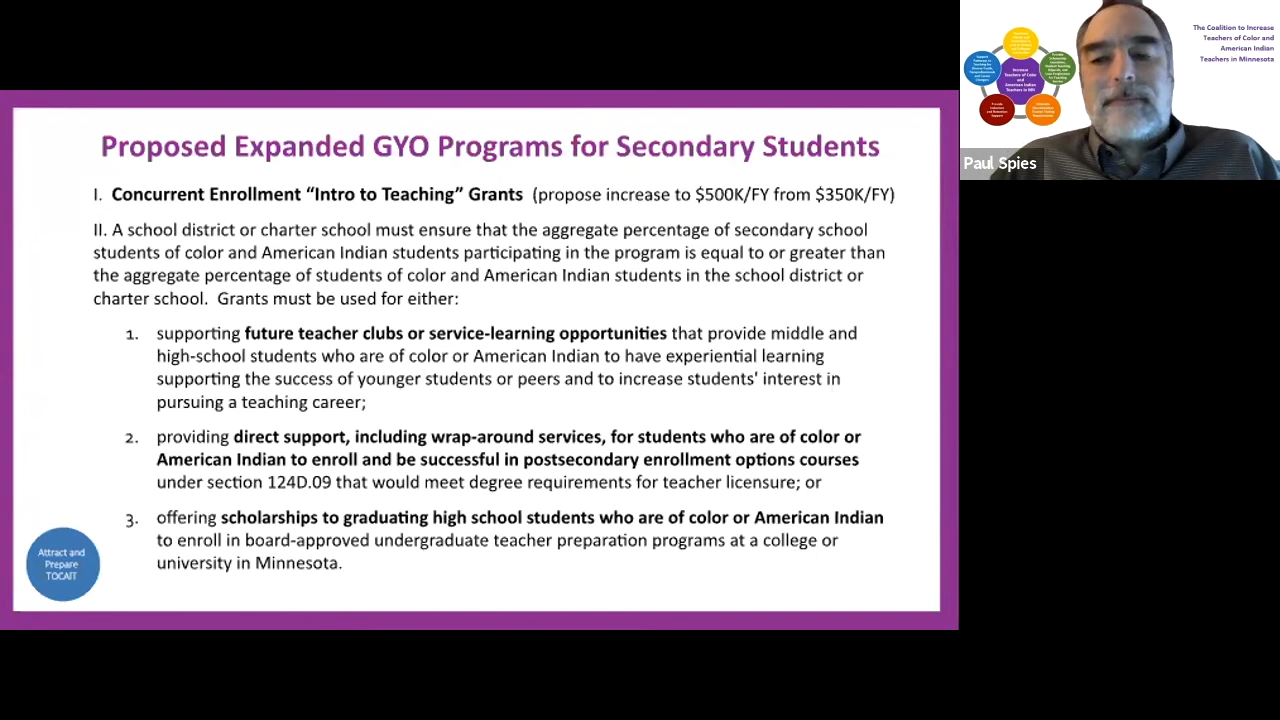 Proposed Expanded GYO Programs for Secondary Students
I. Concurrent Enrollment “Intro to Teaching” Grants (propose increase to $500K/FY from $350K/FY)
II. A school district or charter school must ensure that the aggregate percentage of secondary school
students of color and American Indian students participating in the program is equal to or greater than
the aggregate percentage of students of color and American Indian students in the school district or
charter school. Grants must be used for either:
1. supporting future teacher clubs or service-learning opportunities that provide middle and
high-school students who are of color or American Indian to have experiential learning
supporting the success of younger students or peers and to increase students' interest in
pursuing a teaching career;
2. providing direct support, including wrap-around services, for students who are of color or
American Indian to enroll and be successful in postsecondary enrollment options courses
under section 124D.09 that would meet degree requirements for teacher licensure; or
3. offering scholarships to graduating high school students who are of color or American Indian
to enroll in board-approved undergraduate teacher preparation programs at a college or
university in Minnesota.
Attract and
Prepare
TOCAIT
The Coalition to Increase
Teachers of Color and
American Indian
Teachers in Minnesota
Increase
Teachers of Color
and
American Indian
Teachers in MN
Paul Spies